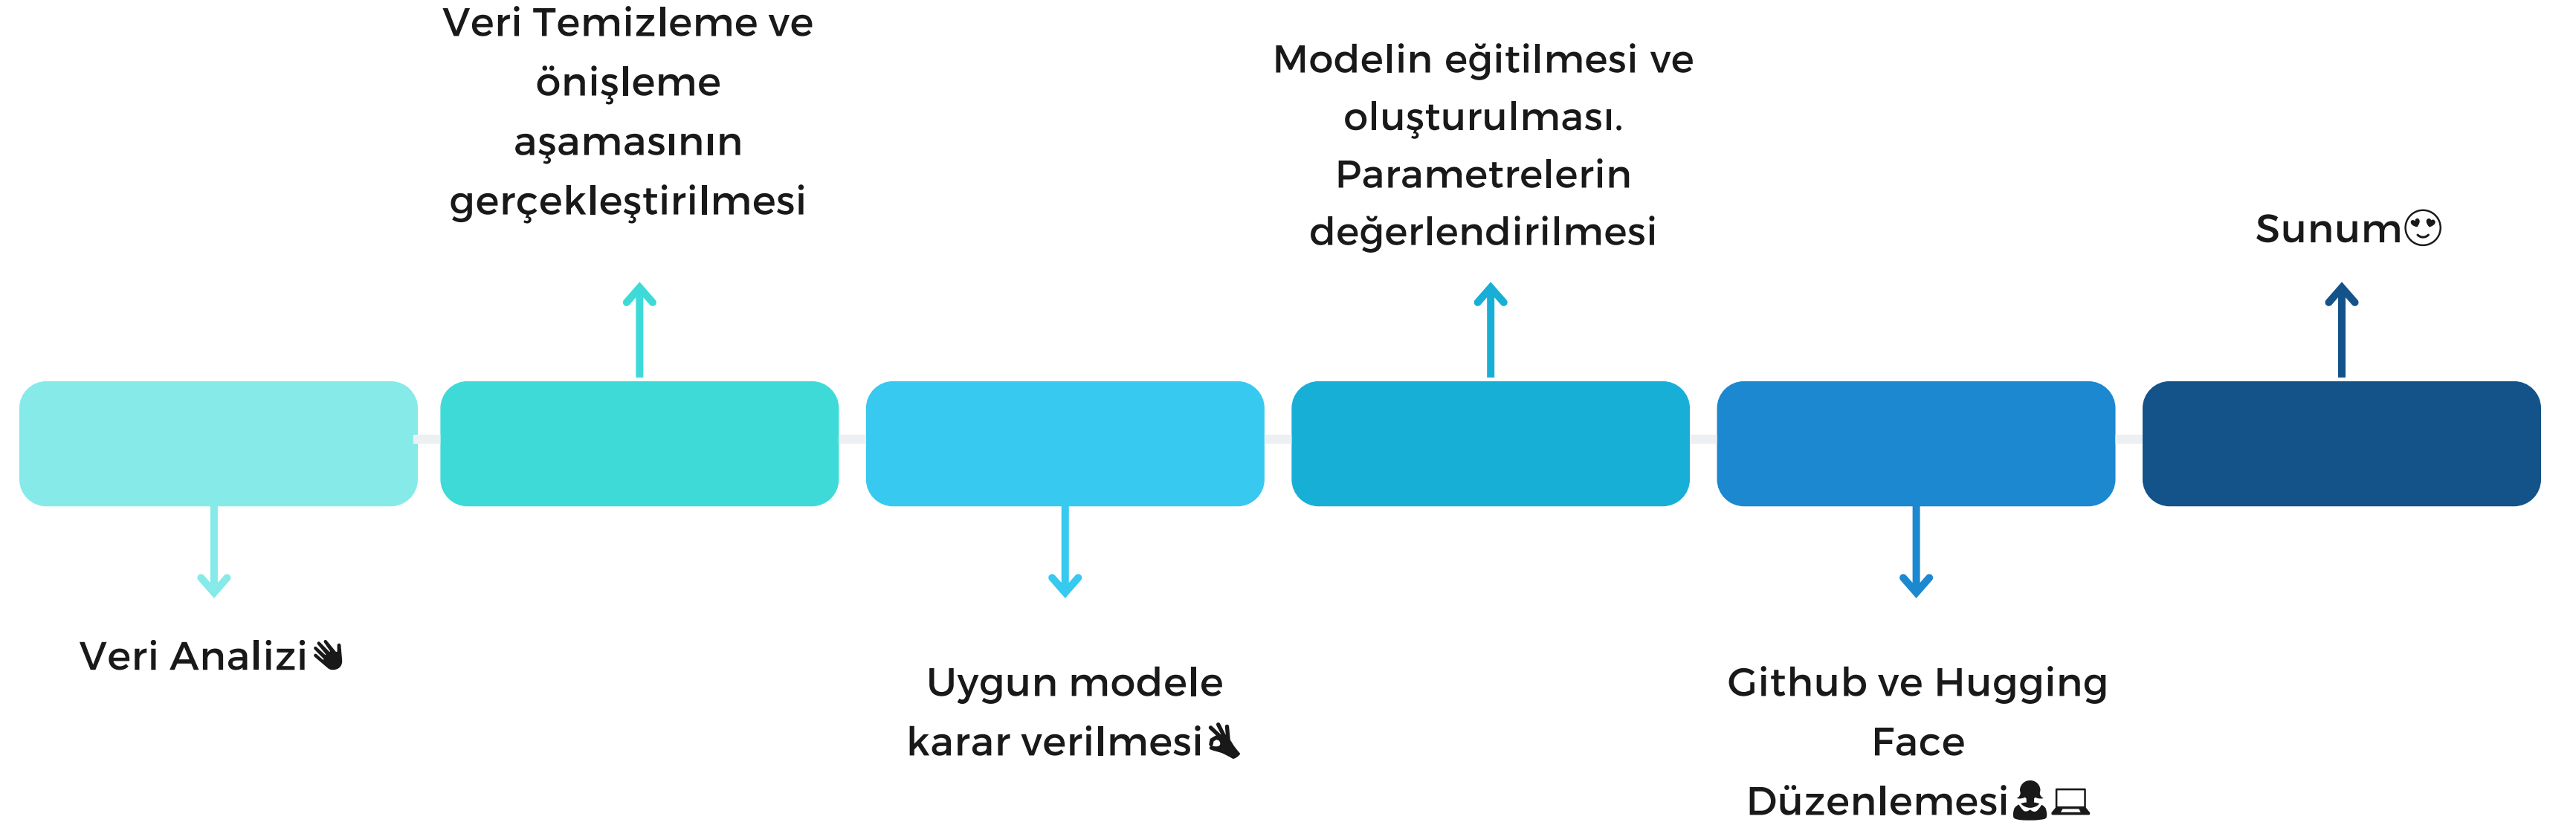 Veri Temizleme ve
önişleme
aşamasının
gerçekleştirilmesi
Modelin eğitilmesi ve
oluşturulması.
Parametrelerin
değerlendirilmesi
Sunum😍
Veri Analizi👋
Uygun modele
karar verilmesi👌
Github ve Hugging
Face
Düzenlemesi👩‍💻